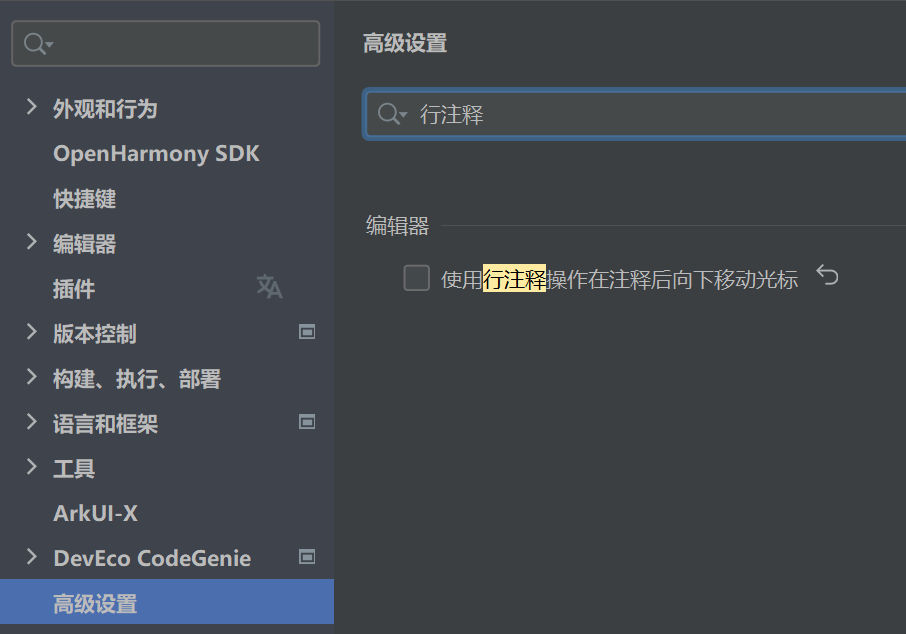 外观和行为
OpenHarmony SDK
快捷键
编辑器
插件
版本控制
构建、执行、部署
语言和框架
工具
ArkUI-X
DevEco CodeGenie
高级设置
高级设置
行注释
编辑器
使用行注释操作在注释后向下移动光标